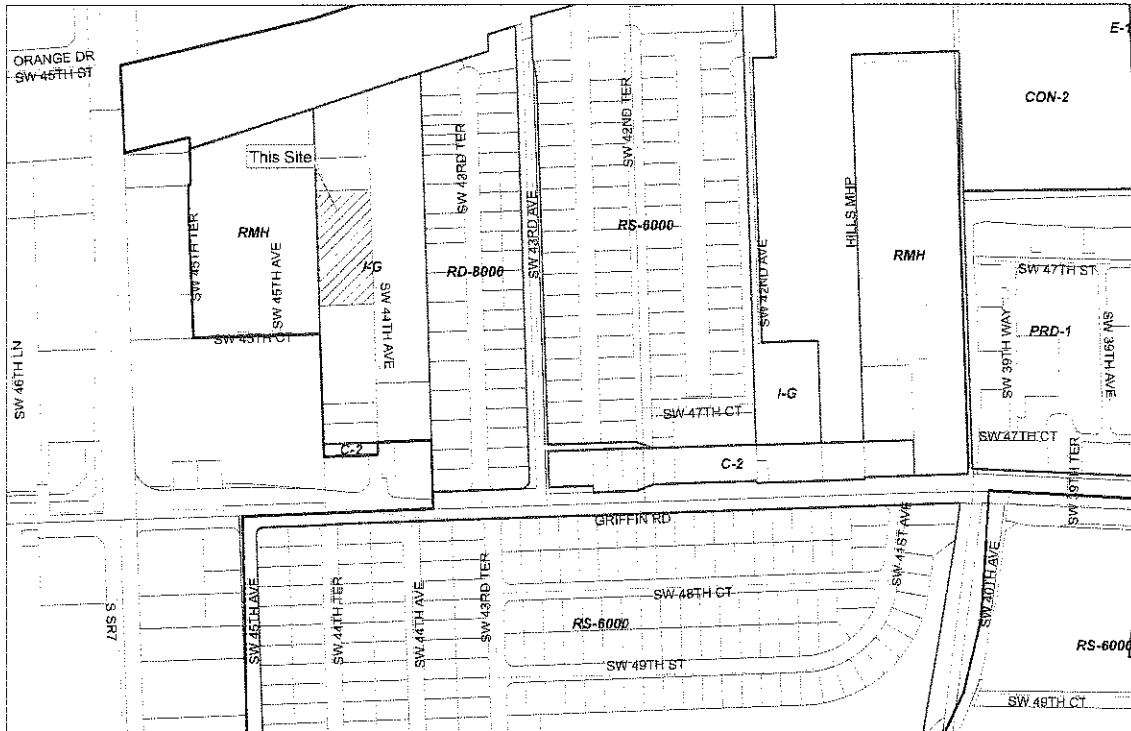 ORANGE DR
SW 45TH ST
E-1
CON-2
This Site
SW 43RD TER
SW 42ND TER
SW 43RD AVE
RS-6000
HILLS MHP
RMH
SW 45TH TER
RMH
SW 45TH AVE
I-G
RD-8000
SW 42ND AVE
RMH
SW 47TH ST
SW 44TH AVE
SW 45TH CT
SW 46TH LN
PRD-1
SW 39TH WAY
SW 39TH AVE
I-G
SW 47TH CT
SW 47TH CT
C-2
C-2
SW 39TH TER
GRIFFIN RD
SW 41ST AVE
SW 40TH AVE
S SR7
SW 45TH AVE
SW 44TH TER
SW 44TH AVE
SW 43RD TER
SW 48TH CT
RS-6000
SW 49TH ST
RS-6000
SW 49TH CT